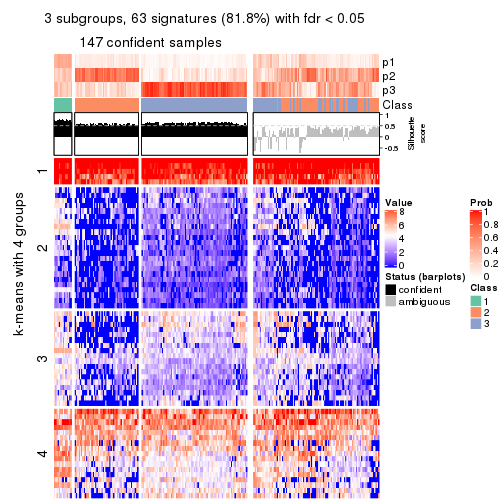 3 subgroups, 63 signatures (81.8%) with fdr < 0.05
147 confident samples
p1
p2
p3
Class
1
0.5
0
-0.5
Silhouette
score
k-means with 4 groups
1
2
3
4
Value
8
6
4
2
0
Status (barplots)
confident
ambiguous
Prob
1
0.8
0.6
0.4
0.2
0
Class
1
2
3